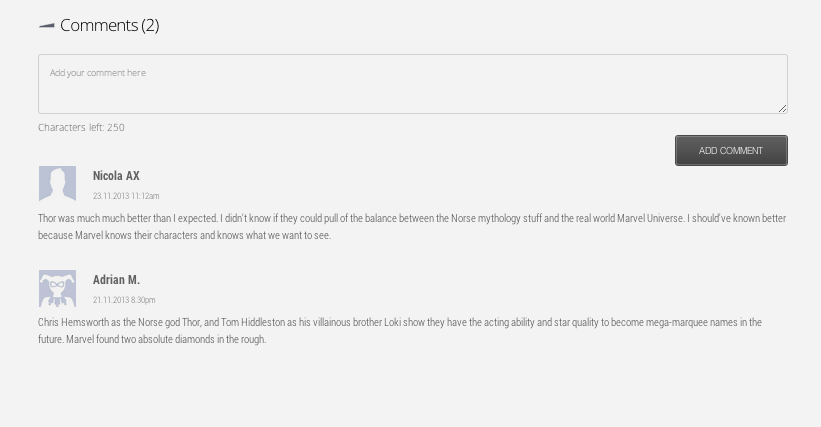 Comments (2)
Add your comment here
Characters left: 250
ADD COMMENT
Nicola AX
23.11.2013 11:12am
Thor was much much better than I expected. I didn't know if they could pull of the balance between the Norse mythology stuff and the real world Marvel Universe. I should've known better
because Marvel knows their characters and knows what we want to see.
Adrian M.
21.11.2013 8.30pm
Chris Hemsworth as the Norse god Thor, and Tom Hiddleston as his villainous brother Loki show they have the acting ability and star quality to become mega-marquee names in the
future. Marvel found two absolute diamonds in the rough.